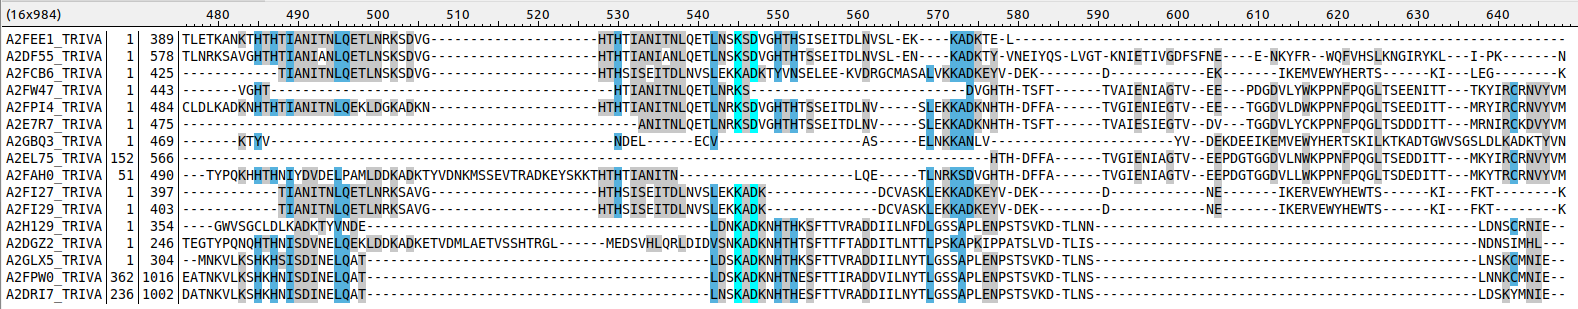 (16x984) 480 490 500 510 520 530 540 550 560 570 580 590 600 610 620 630 640
A2FEE1_TRIVA 1 389 TLETKANKTHTHTIANITNLQETLNRKSDVG---------------------HTHTIANITNLQETLNSKSDVGHTHSISEITDLNVSL-EK----KADKTE-L---------------------------------------------------------------------
A2DF55_TRIVA 1 578 TLNRKSAVGHTHTIANIANLQETLNSKSDVG---------------------HTHTIANIANLQETLNSKSDVGHTHTSSEITDLNVSL-EN----KADKTY-VNEIYQS-LVGT-KNIETIVGDFSFNE----E-NKYFR--WQFVHSLKNGIRYKL---I-PK-------N
A2FCB6_TRIVA 1 425 ------------TIANITNLQETLNSKSDVG---------------------HTHSISEITDLNVSLEKKADKTYVNSELEE-KVDRGCMASALVKKADKEYV-DEK--------D------------EK-------IKEMVEWYHERTS------KI---LEG--------K
A2FW47_TRIVA 1 443 -------VGHT-------------------------------------------HTIANITNLQETLNRKS---------------------------DVGHTH-TSFT------TVAIENIAGTV--EE---PDGDVLYWKPPNFPQGLTSEENITT---TKYIRCRNVYVM
A2FPI4_TRIVA 1 484 CLDLKADKNHTHTIANITNLQEKLDGKADKN---------------------HTHTIANITNLQETLNRKSDVGHTHTSSEITDLNV-----SLEKKADKNHTH-DFFA------TVGIENIAGTV--EE---TGGDVLDWKPPNFPQGLTSEEDITT---MRYIRCRNVYVM
A2E7R7_TRIVA 1 475 ---------------------------------------------------------ANITNLQETLNRKSDVGHTHTSSEITDLNV-----SLEKKADKNHTH-TSFT------TVAIESIEGTV--DV---TGGDVLYCKPPNFPQGLTSDDDITT---MRNIRCKDVYVM
A2GBQ3_TRIVA 1 469 -------KTYV-------------------------------------------NDEL------ECV------------------AS-----ELNKKANLV-----------------------YV--DEKDEEIKEMVEWYHERTSKILKTKADTGWVSGSLDLKADKTYVN
A2EL75_TRIVA 152 566 -----------------------------------------------------------------------------------------------------HTH-DFFA------TVGIENIAGTV--EEPDGTGGDVLNWKPPNFPQGLTSEDDITT---MKYIRCRNVYVM
A2FAH0_TRIVA 51 490 ---TYPQKHTHNIYDVDELPAMLDDKADKTYVDNKMSSEVTRADKEYSKKTHTHTIANITN----------------------LQE------TLNRKSDVGHTH-DFFA------TVGIENIAGTV--EEPDGTGGDVLLWKPPNFPQGLTSEDDITT---MKYTRCRNVYVM
A2FI27_TRIVA 1 397 ------------TIANITNLQETLNRKSAVG---------------------HTHSISEITDLNVSLEKKADK--------------DCVASKLEKKADKEYV-DEK--------D------------NE-------IKERVEWYHEWTS------KI---FKT--------K
A2FI29_TRIVA 1 403 ------------TIANITNLQETLNRKSAVG---------------------HTHSISEITDLNVSLEKKADK--------------DCVASKLEKKADKEYV-DEK--------D------------NE-------IKERVEWYHEWTS------KI---FKT--------K
A2H129_TRIVA 1 354 ----GWVSGCLDLKADKTYVNDE-------------------------------------------LDNKADKNHTHKSFTTVRADDIILNFDLGSSAPLENPSTSVKD-TLNN------------------------------------------------LDNSCRNIE--
A2DGZ2_TRIVA 1 246 TEGTYPQNQHTHNISDVNELQEKLDDKADKETVDMLAETVSSHTRGL------MEDSVHLQRLDIDVSNKADKNHTHTSFTTFTADDITLNTTLPSKAPKIPPATSLVD-TLIS------------------------------------------------NDNSIMHL---
A2GLX5_TRIVA 1 304 --MNKVLKSHKHSISDINELQAT-------------------------------------------LDSKADKNHTHKSFTTVRADDIILNYTLGSSAPLENPSTSVKD-TLNS------------------------------------------------LNSKCMNIE--
A2FPW0_TRIVA 362 1016 EATNKVLKSHKHNISDINELQAT-------------------------------------------LNSKADKNHTNESFTTIRADDVILNYTLGSSAPLENPSTSVKD-TLNS------------------------------------------------LNNKCMNIE--
A2DRI7_TRIVA 236 1002 DATNKVLKSHKHNISDINELQAT-------------------------------------------LNSKADKNHTHESFTTVRADDIILNYTLGSSAPLENPSTSVKD-TLNS------------------------------------------------LDSKYMNIE--